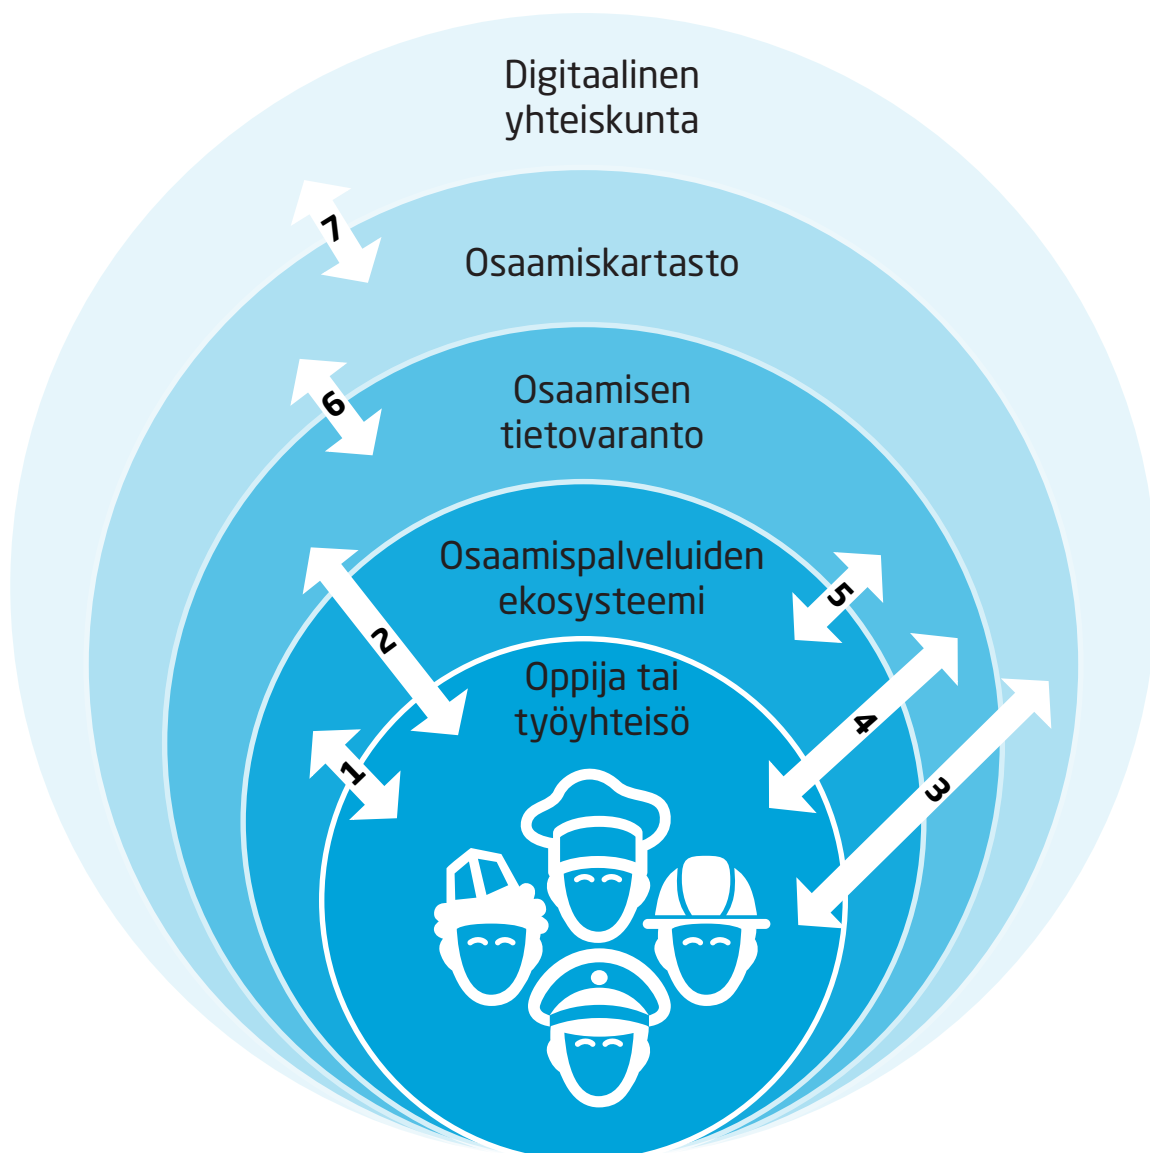 Digitaalinen
yhteiskunta
7
Osaamiskartasto
6
Osaamisen
tietovaranto
Osaamispalveluiden
ekosysteemi
5
2
4
Oppija tai
työyhteisö
1
3